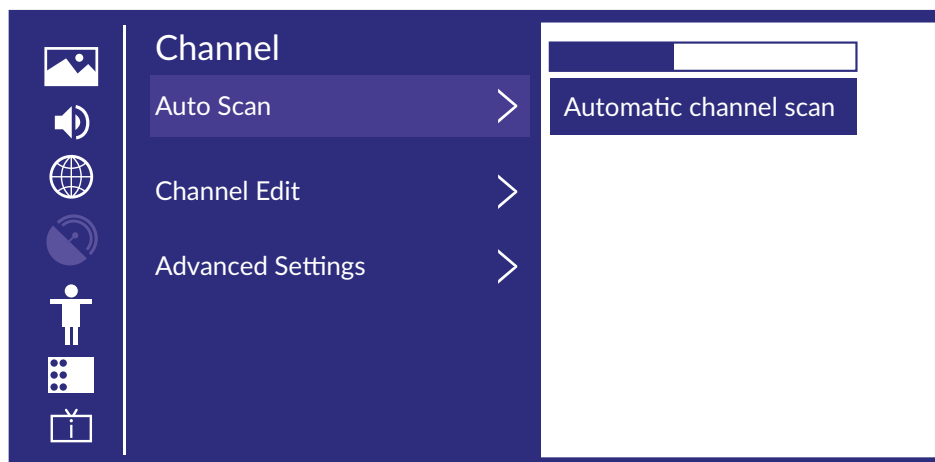 Channel
Auto Scan
Automatic channel scan
Channel Edit
Advanced Settings
i